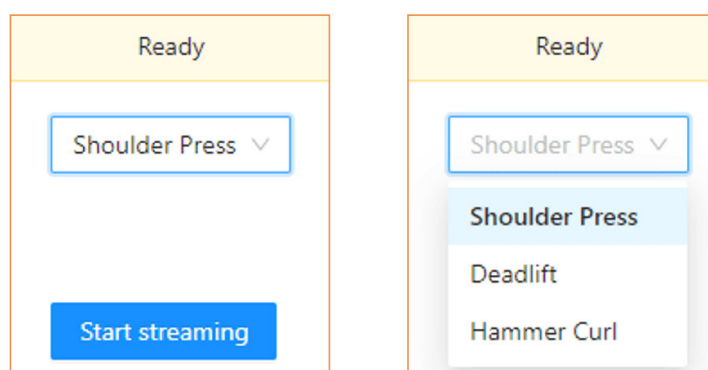 Ready
Shoulder Press
Start streaming
Ready
Shoulder Press
Shoulder Press
Deadlift
Hammer Curl